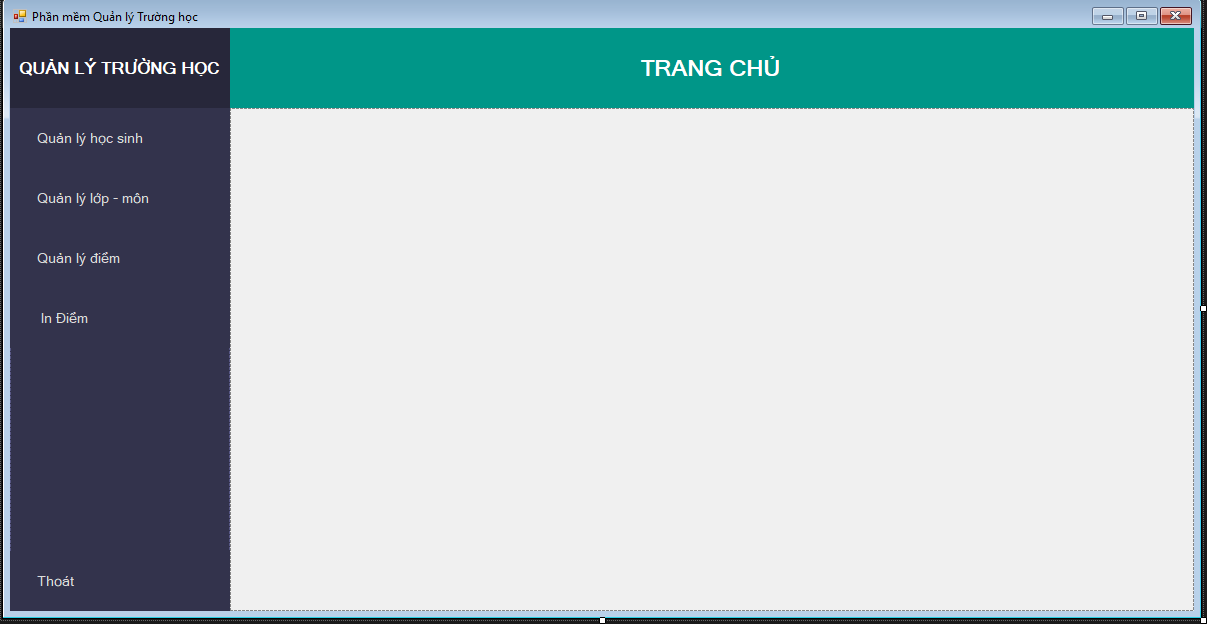 Phần mềm Quản lý Trường học
QUẢN LÝ TRƯỜNG HỌC
TRANG CHỦ
Quản lý học sinh
Quản lý lớp - môn
Quản lý điểm
In Điểm
Thoát